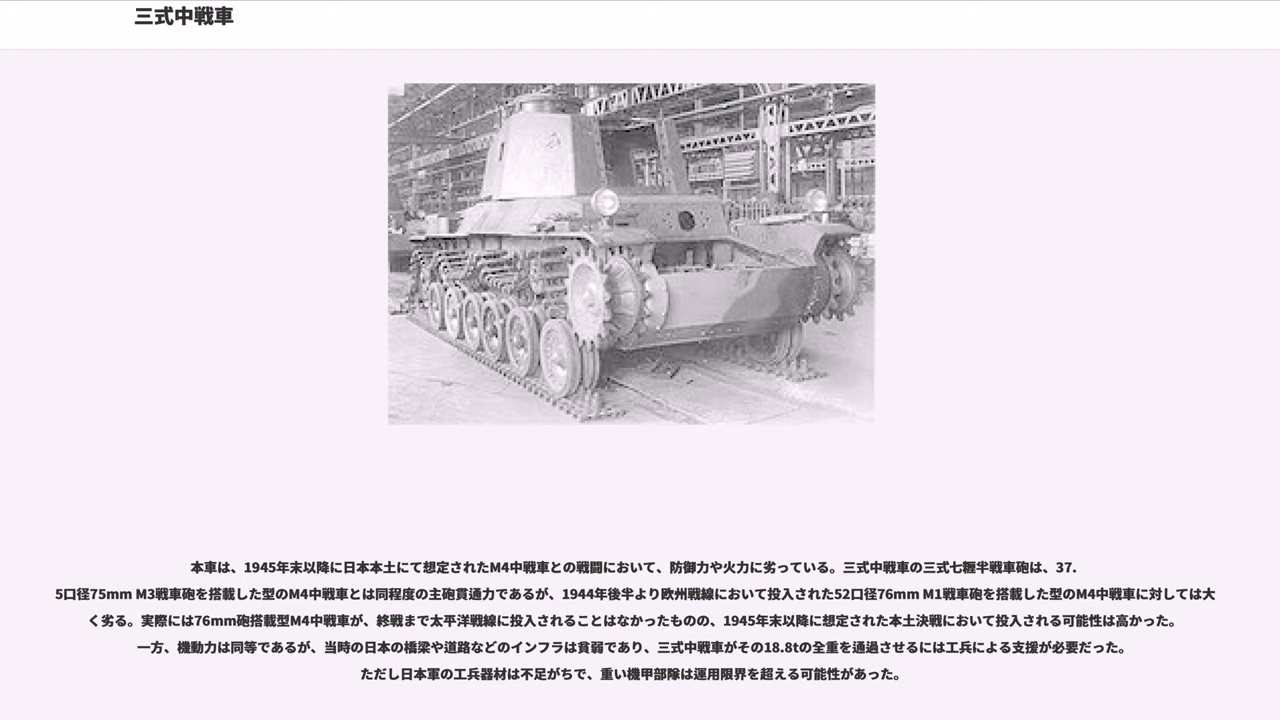 三式中戦車
本車は、1945年末以降に日本本土にて想定されたM4中戦車との戦闘において、防御力や火力に劣っている。三式中戦車の三式七糎半戦車砲は、37.
5口径75mm M3戦車砲を搭載した型のM4中戦車とは同程度の主砲貫通力であるが、1944年後半より欧州戦線において投入された52口径76mm M1戦車砲を搭載した型のM4中戦車に対しては大
く劣る。実際には76mm砲搭載型M4中戦車が、終戦まで太平洋戦線に投入されることはなかったものの、1945年末以降に想定された本土決戦において投入される可能性は高かった。
一方、機動力は同等であるが、当時の日本の橋梁や道路などのインフラは貧弱であり、三式中戦車がその18.8tの全重を通過させるには工兵による支援が必要だった。
ただし日本軍の工兵器材は不足がちで、重い機甲部隊は運用限界を超える可能性があった。